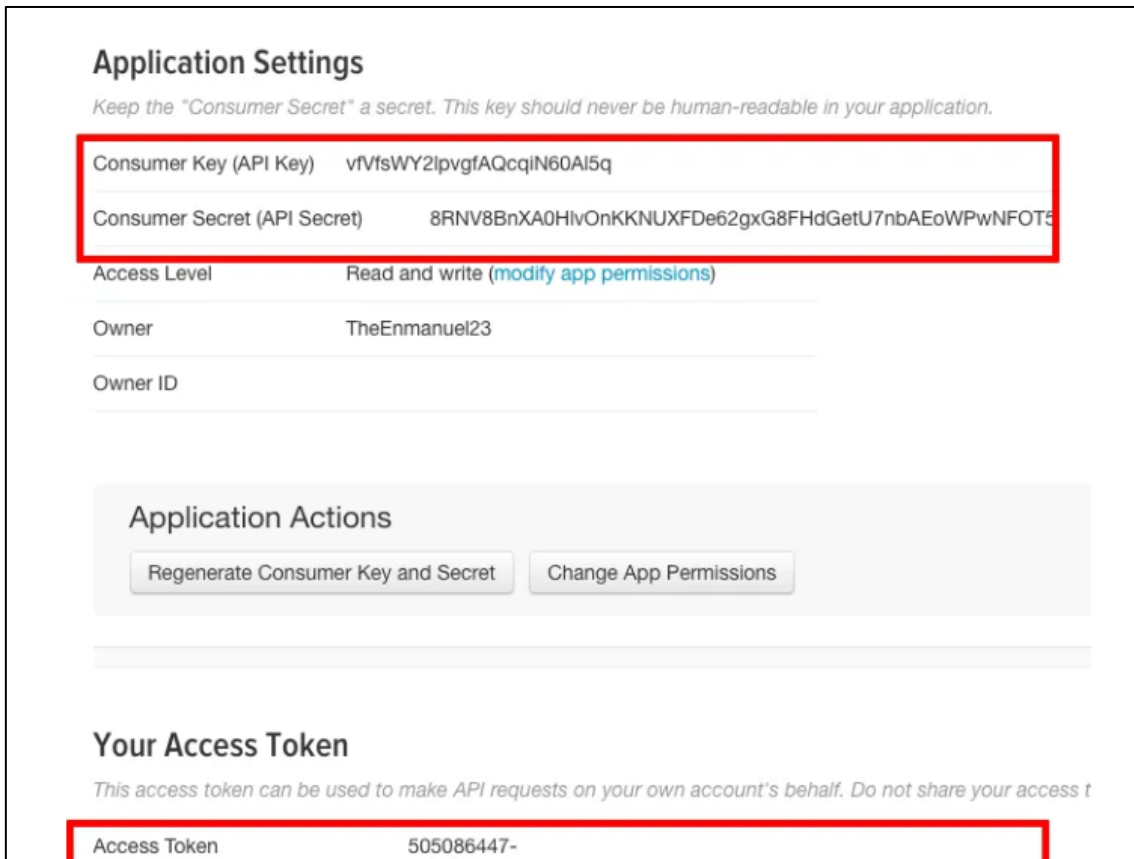 Application Settings
Keep the "Consumer Secret" a secret. This key should never be human-readable in your application.
Consumer Key (API Key)
Consumer Secret (API Secret)
Access Level Read and write (modify app permissions)
Owner TheEnmanuel23
Owner ID
Application Actions
Regenerate Consumer Key and Secret Change App Permissions
Your Access Token
This access token can be used to make API requests on your own account's behalf. Do not share your access t
Access Token 505086447-